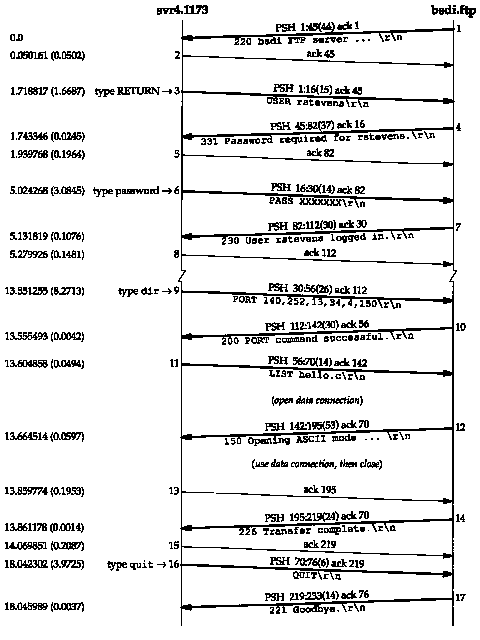 svr4.1173 bsdi.ftp
PSH 1:45(44) ack 1 1
0.0 220 bsdi FTP server ... \r\n
0.050161 (0.0502) 2 ack 45
PSH 1:16(15) ack 45
1.718817 (1.6687) type RETURN → 3 USER rstevens\r\n
PSH 45:82(37) ack 16 4
1.743346 (0.0245) 331 Password required for rstevens.\r\n
1.939768 (0.1964) 5 ack 82
PSH 16:30(14) ack 82
5.024268 (3.0845) type password → 6 PASS XXXXXXX\r\n
PSH 82:112(30) ack 30 7
5.131819 (0.1076) 230 User rstevens logged in.\r\n
5.279926 (0.1481) 8 ack 112
PSH 30:56(26) ack 112
13.551255 (8.2713) type dir → 9 PORT 140,252,13,34,4,150\r\n
PSH 112:142(30) ack 56 10
13.555493 (0.0042) 200 PORT command successful.\r\n
PSH 56:70(14) ack 142
13.604858 (0.0494) 11 LIST hello.c\r\n
(open data connection)
PSH 142:195(53) ack 70 12
13.664514 (0.0597) 150 Opening ASCII mode ... \r\n
(use data connection, then close)
13.859774 (0.1953) 13 ack 195
PSH 195:219(24) ack 70 14
13.861178 (0.0014) 226 Transfer complete.\r\n
14.069851 (0.2087) 15 ack 219
18.042302 (3.9725) type quit → 16 PSH 70:76(6) ack 219
QUIT\r\n
PSH 219:233(14) ack 76 17
18.045989 (0.0037) 221 Goodbye.\r\n